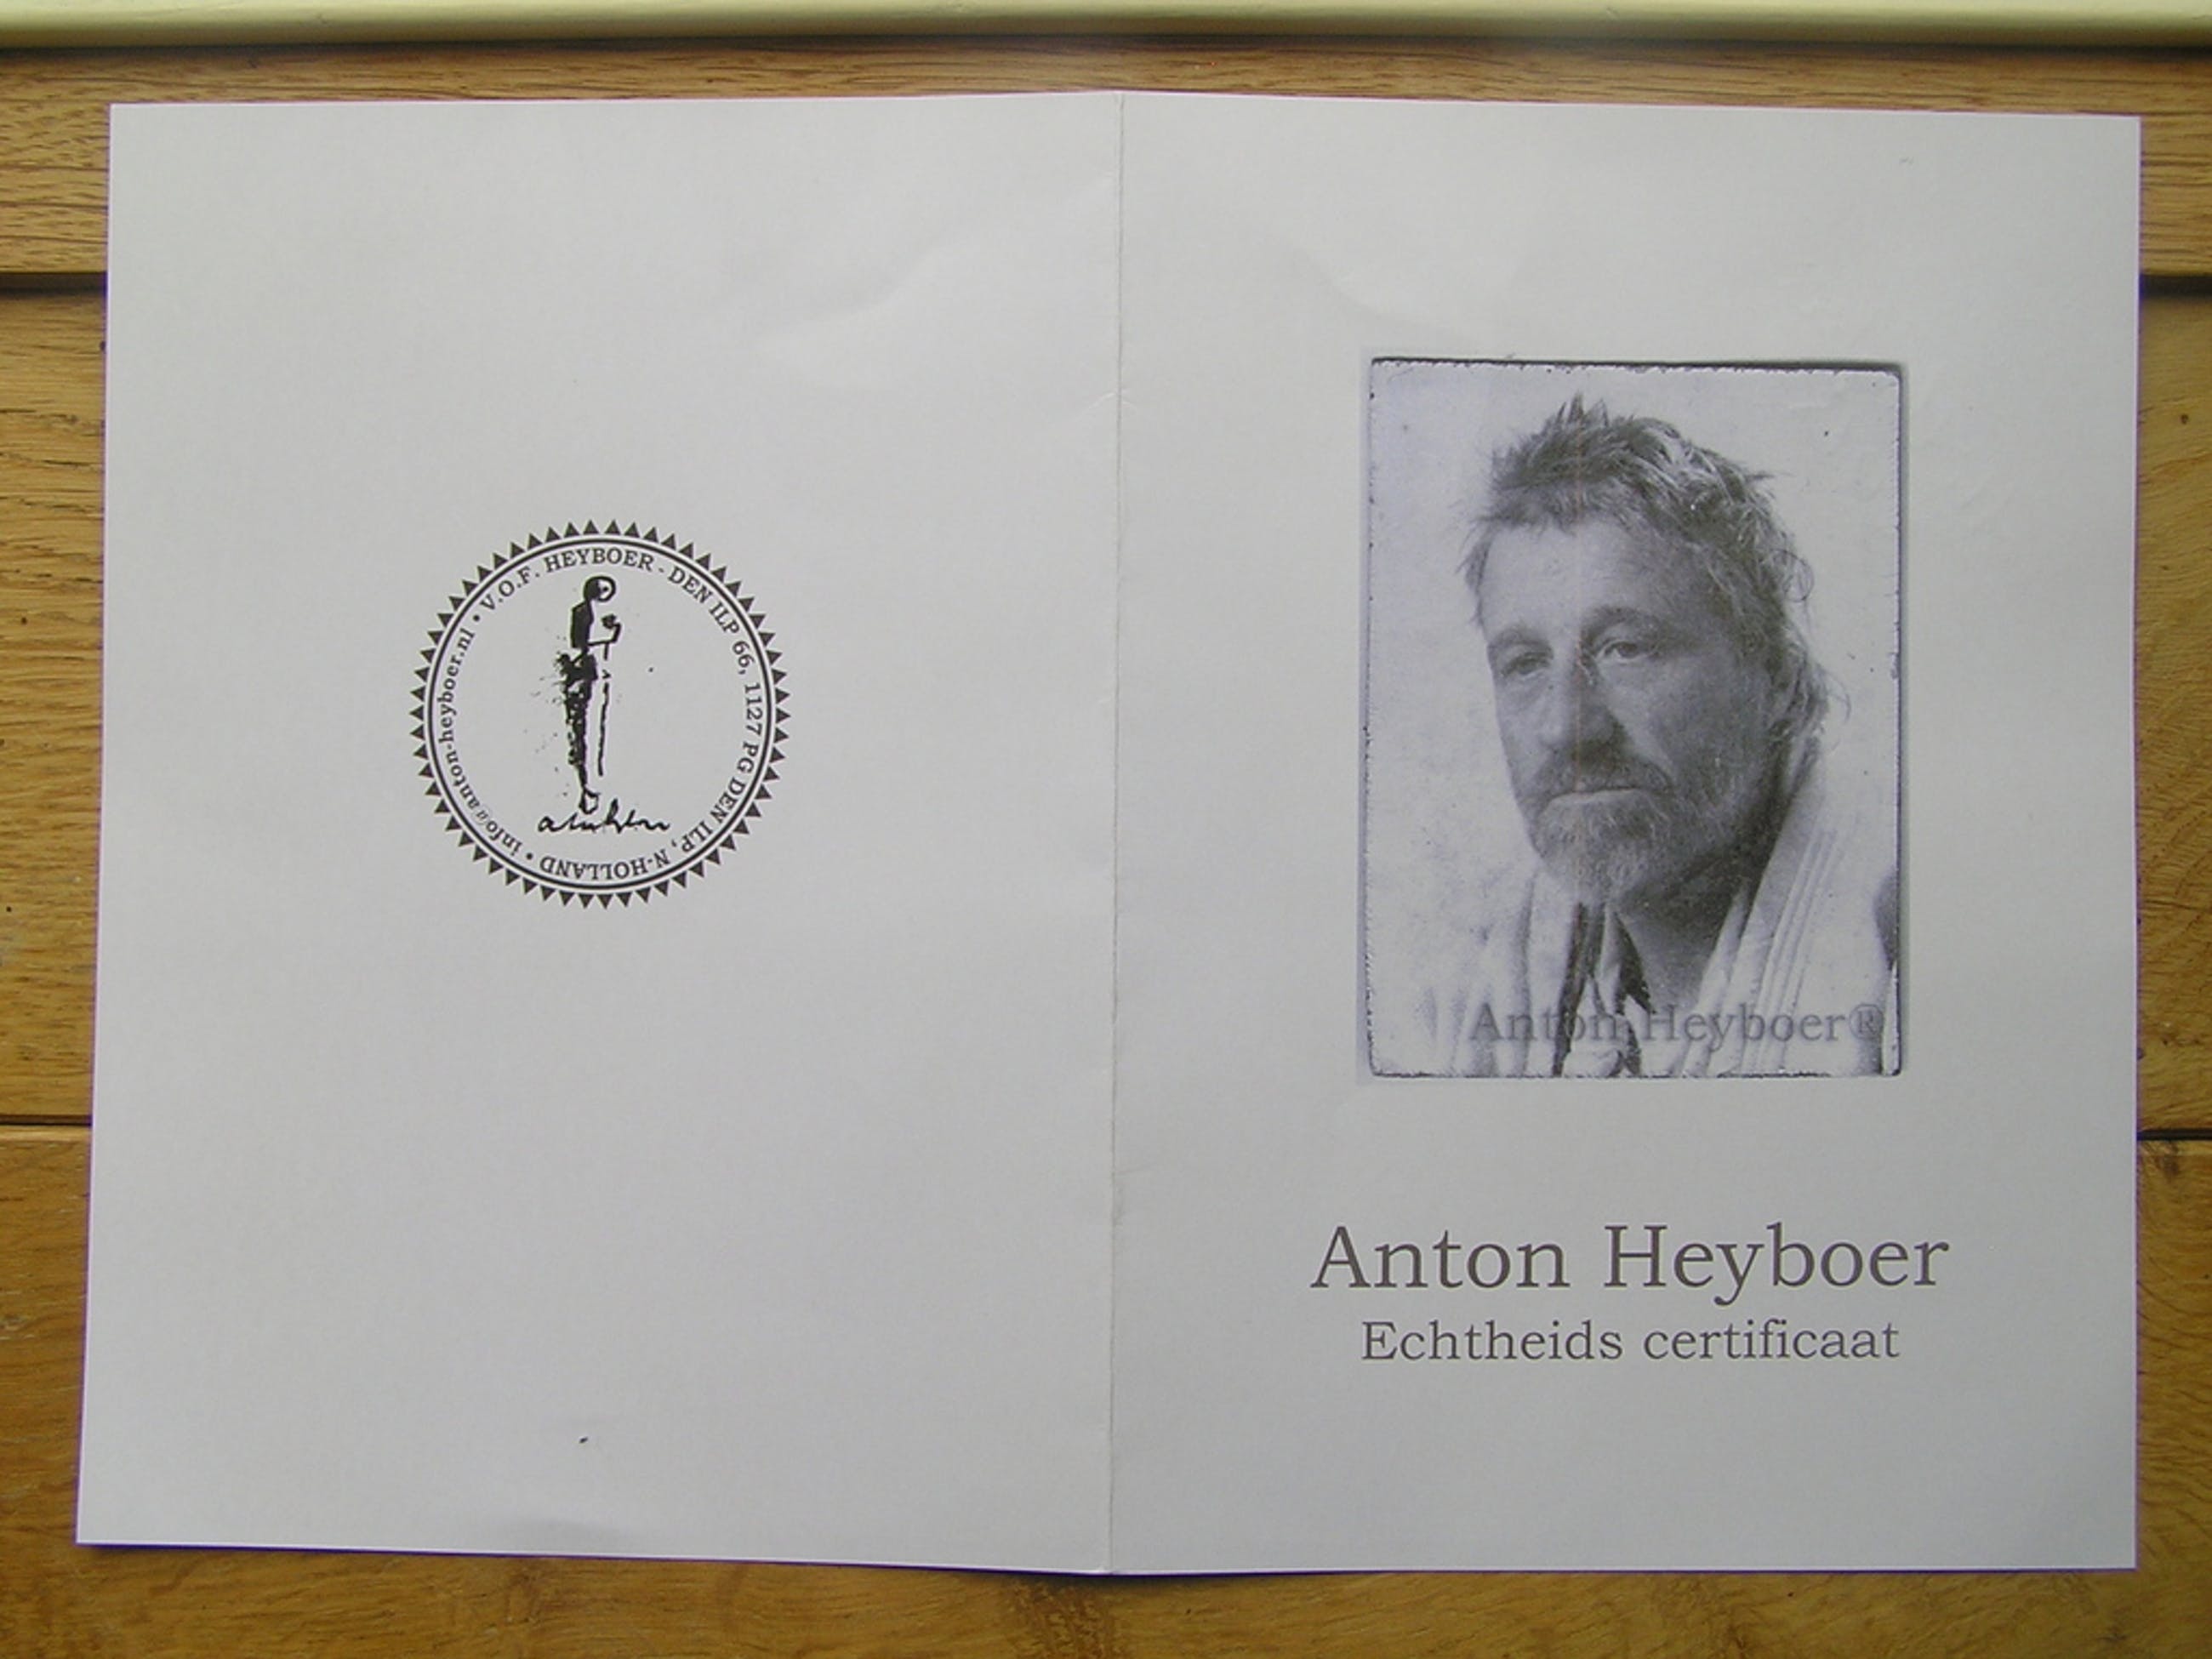 V.O.F. HEYBOER - DEN ILP 66, 1127 PG DEN ILP, N-HOLLAND • info@anton-heyboer.nl •
Anton Heyboer®
Anton Heyboer
Echtheids certificaat